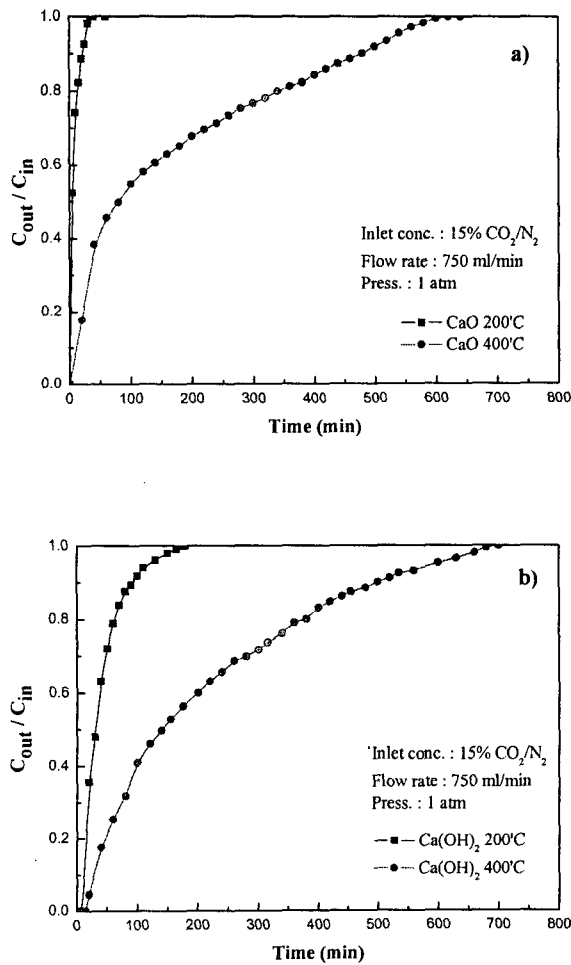 a)
1.0
0.8
0.6
0.4
0.2
0.0
C_out / C_in
Inlet conc. : 15% CO₂/N₂
Flow rate : 750 ml/min
Press. : 1 atm
CaO 200'C
CaO 400'C
0 100 200 300 400 500 600 700 800
Time (min)
b)
1.0
0.8
0.6
0.4
0.2
0.0
C_out / C_in
Inlet conc. : 15% CO₂/N₂
Flow rate : 750 ml/min
Press. : 1 atm
Ca(OH)₂ 200'C
Ca(OH)₂ 400'C
0 100 200 300 400 500 600 700 800
Time (min)